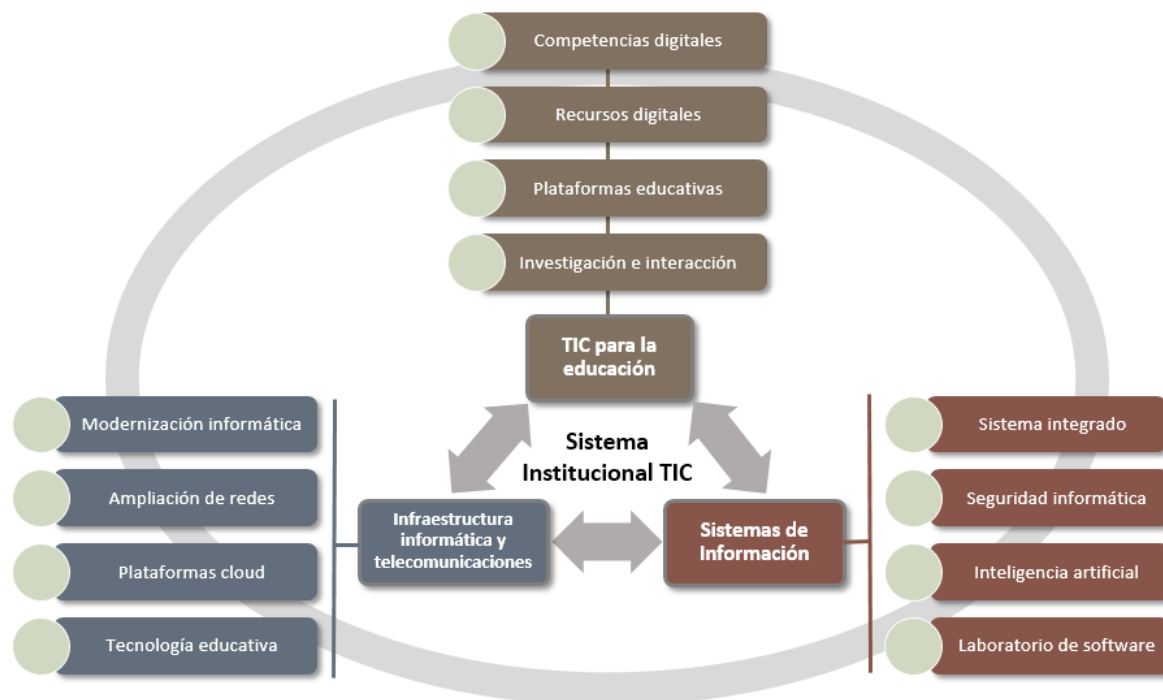 Competencias digitales
Recursos digitales
Plataformas educativas
Investigación e interacción
TIC para la
educación
Sistema
Institucional TIC
Modernización informática
Ampliación de redes
Plataformas cloud
Tecnología educativa
Infraestructura
informática y
telecomunicaciones
Sistemas de
Información
Sistema integrado
Seguridad informática
Inteligencia artificial
Laboratorio de software